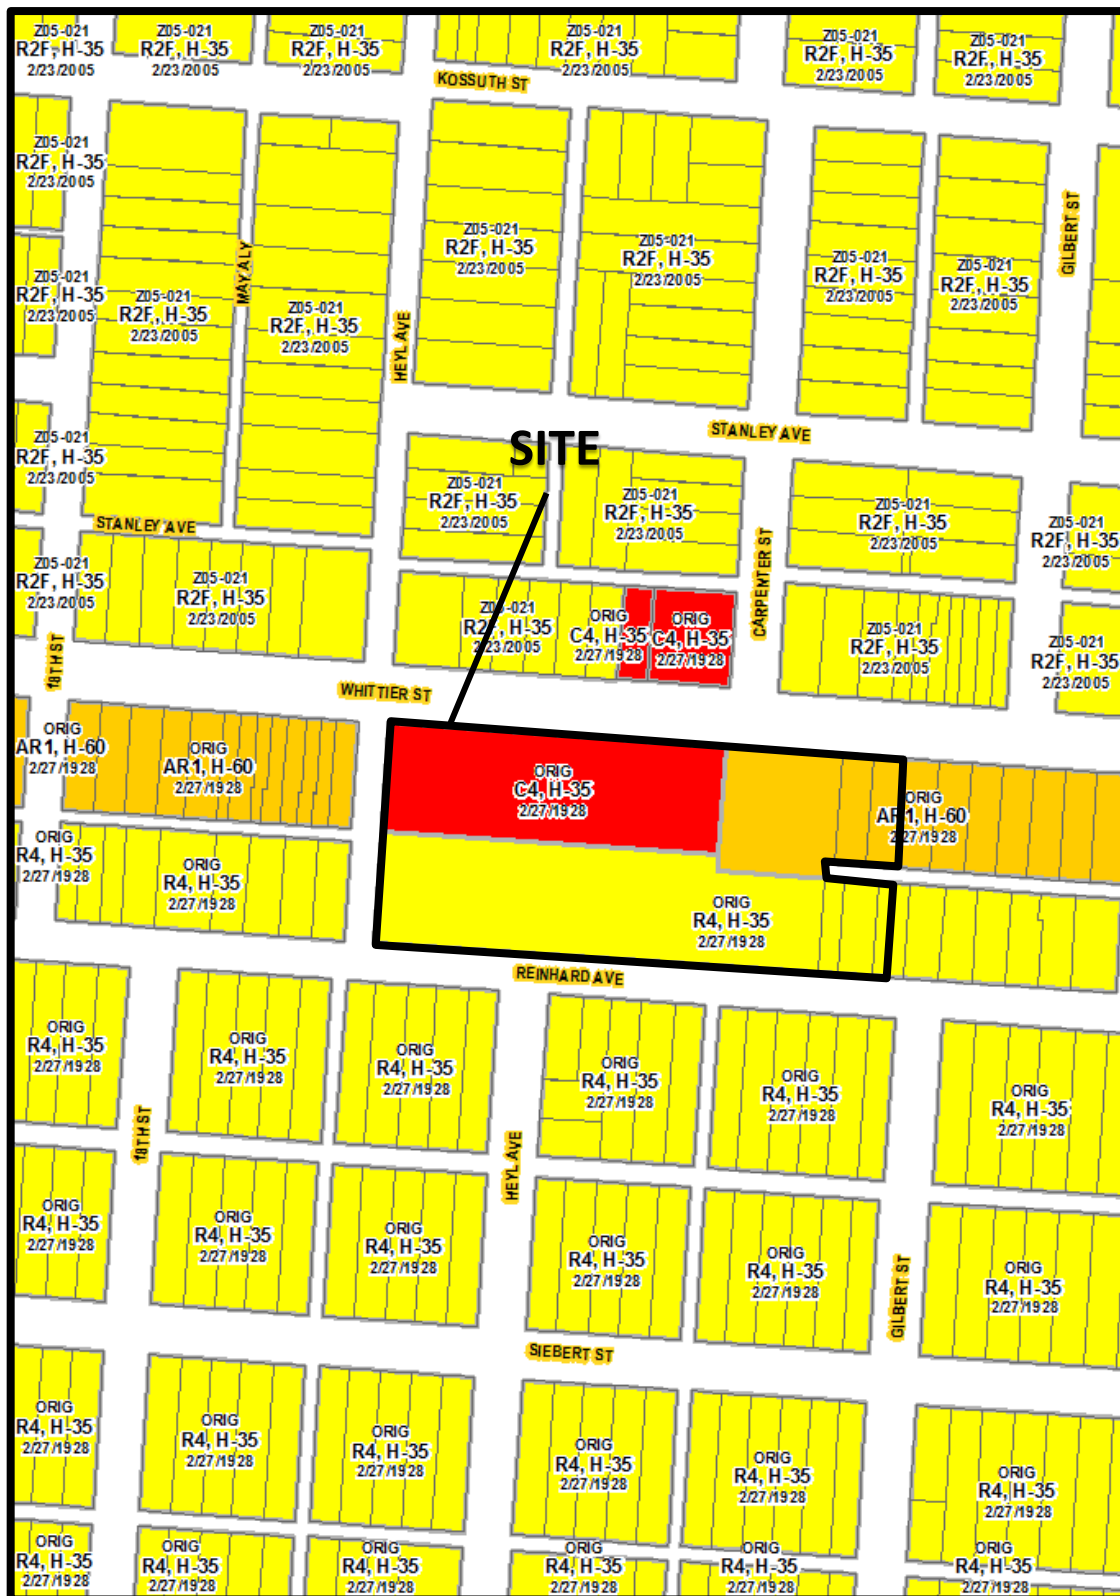 Z05-021
R2F, H-35
2/23/2005
Z05-021
R2F, H-35
2/23/2005
Z05-021
R2F, H-35
2/23/2005
Z05-021
R2F, H-35
2/23/2005
Z05-021
R2F, H-35
2/23/2005
Z05-021
R2F, H-35
2/23/2005
KOSSUTH ST
Z05-021
R2F, H-35
2/23/2005
GILBERT ST
Z05-021
R2F, H-35
2/23/2005
MAY ALY
Z05-021
R2F, H-35
2/23/2005
Z05-021
R2F, H-35
2/23/2005
HEYL AVE
Z05-021
R2F, H-35
2/23/2005
Z05-021
R2F, H-35
2/23/2005
Z05-021
R2F, H-35
2/23/2005
Z05-021
R2F, H-35
2/23/2005
STANLEY AVE
SITE
Z05-021
R2F, H-35
2/23/2005
Z05-021
R2F, H-35
2/23/2005
Z05-021
R2F, H-35
2/23/2005
Z05-021
R2F, H-35
2/23/2005
Z05-021
R2F, H-35
2/23/2005
STANLEY AVE
CARPENTER ST
Z05-021
R2F, H-35
2/23/2005
Z05-021
R2F, H-35
2/23/2005
Z05-021
R2F, H-35
2/23/2005
ORIG
C4, H-35
2/27/1928
ORIG
C4, H-35
2/27/1928
Z05-021
R2F, H-35
2/23/2005
Z05-021
R2F, H-35
2/23/2005
18TH ST
WHITTIER ST
ORIG
AR1, H-60
2/27/1928
ORIG
AR1, H-60
2/27/1928
ORIG
C4, H-35
2/27/1928
ORIG
AR1, H-60
2/27/1928
ORIG
R4, H-35
2/27/1928
ORIG
R4, H-35
2/27/1928
ORIG
R4, H-35
2/27/1928
REINHARD AVE
ORIG
R4, H-35
2/27/1928
ORIG
R4, H-35
2/27/1928
ORIG
R4, H-35
2/27/1928
ORIG
R4, H-35
2/27/1928
ORIG
R4, H-35
2/27/1928
ORIG
R4, H-35
2/27/1928
18TH ST
HEYL AVE
ORIG
R4, H-35
2/27/1928
ORIG
R4, H-35
2/27/1928
ORIG
R4, H-35
2/27/1928
ORIG
R4, H-35
2/27/1928
ORIG
R4, H-35
2/27/1928
GILBERT ST
ORIG
R4, H-35
2/27/1928
SIEBERT ST
ORIG
R4, H-35
2/27/1928
ORIG
R4, H-35
2/27/1928
ORIG
R4, H-35
2/27/1928
ORIG
R4, H-35
2/27/1928
ORIG
R4, H-35
2/27/1928
ORIG
R4, H-35
2/27/1928
ORIG
R4, H-35
2/27/1928
ORIG
R4, H-35
2/27/1928
ORIG
R4, H-35
2/27/1928
ORIG
R4, H-35
2/27/1928
ORIG
R4, H-35
2/27/1928
ORIG
R4, H-35
2/27/1928